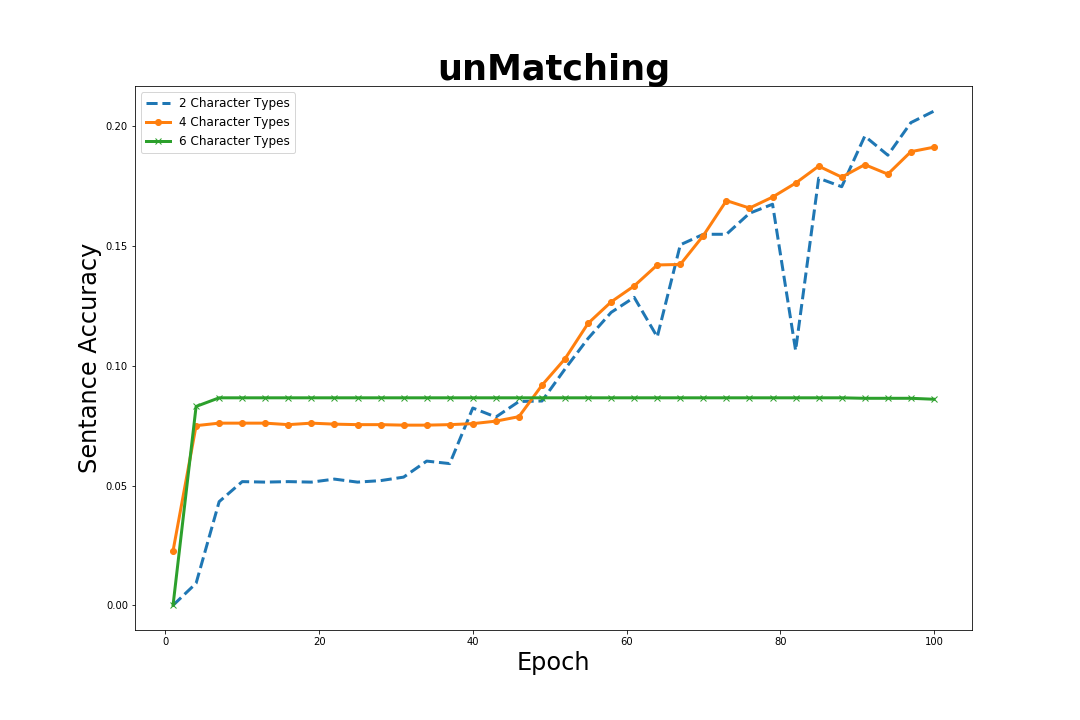 unMatching
2 Character Types
4 Character Types
6 Character Types
Sentance Accuracy
0.20
0.15
0.10
0.05
0.00
0 20 40 60 80 100
Epoch